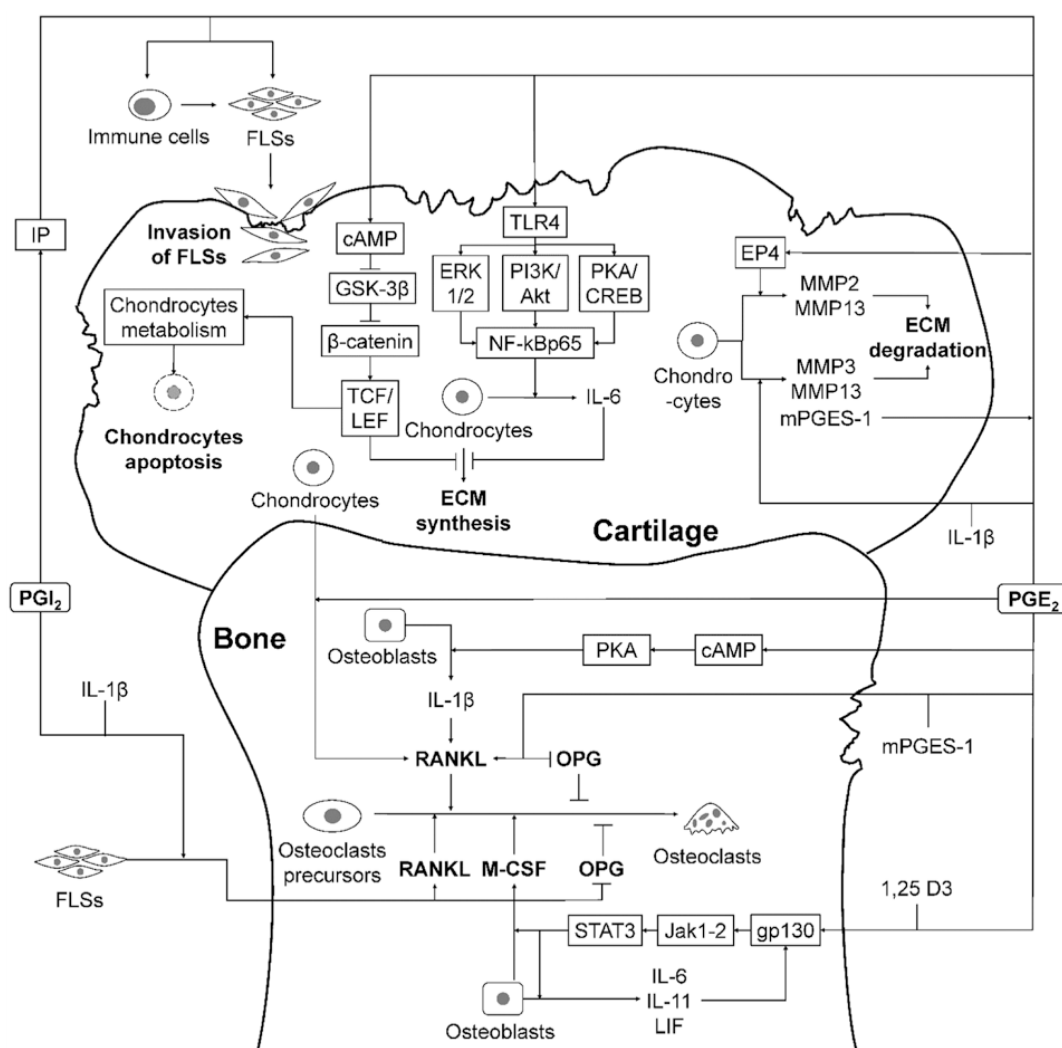 Immune cells
FLSs
IP
Invasion
of FLSs
cAMP
GSK-3β
β-catenin
TCF/
LEF
TLR4
ERK
1/2
PI3K/
Akt
PKA/
CREB
NF-kBp65
IL-6
Chondrocytes
Chondrocytes
metabolism
Chondrocytes
apoptosis
Chondrocytes
ECM
synthesis
EP4
MMP2
MMP13
Chondro
-cytes
ECM
degradation
MMP3
MMP13
mPGES-1
Cartilage
IL-1β
PGI2
PGE2
Bone
Osteoblasts
PKA
cAMP
IL-1β
IL-1β
mPGES-1
RANKL
OPG
Osteoclasts
precursors
RANKL
M-CSF
OPG
Osteoclasts
FLSs
1,25 D3
STAT3
Jak1-2
gp130
IL-6
IL-11
LIF
Osteoblasts